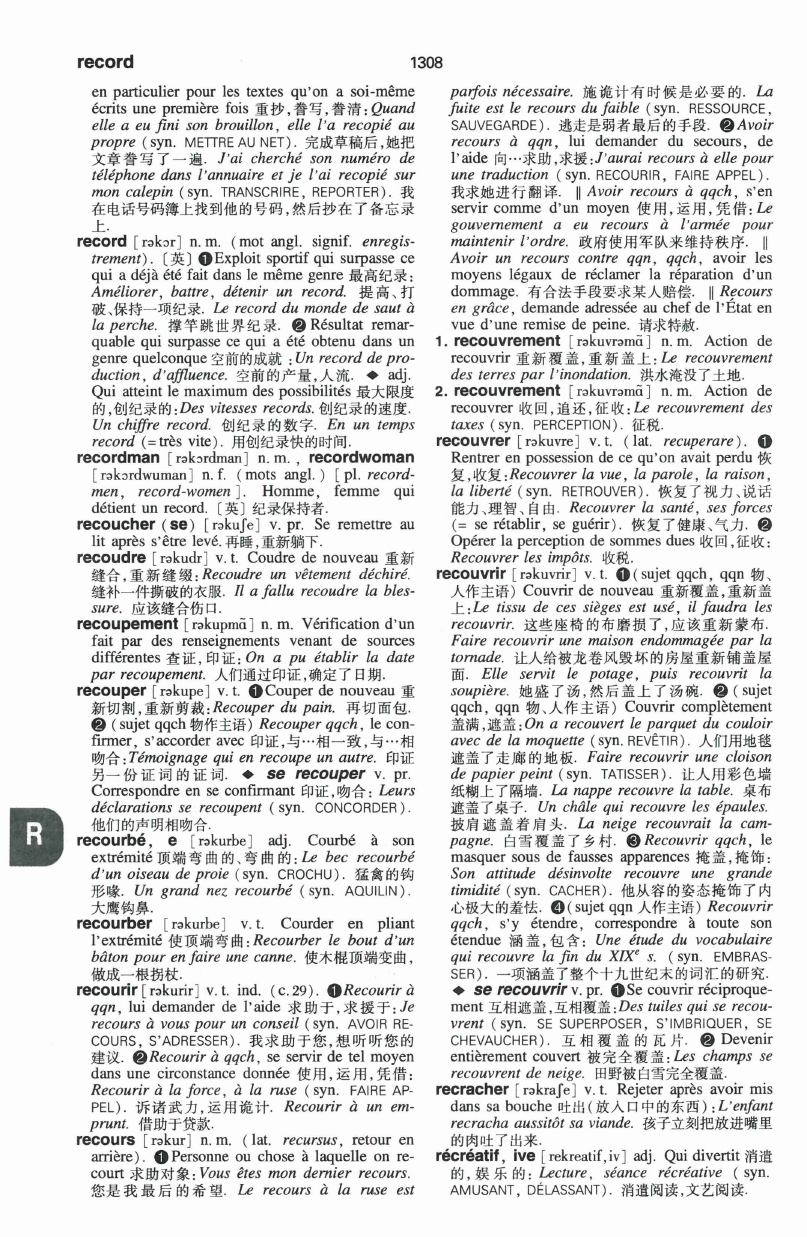 record
1308
en particulier pour les textes qu'on a soi-même
écrits une première fois 重抄,誊写,誊清:Quand
elle a eu fini son brouillon, elle l'a recopié au
propre (syn. METTRE AU NET). 完成草稿后,她把
文章誊写了一遍. J'ai cherché son numéro de
téléphone dans l'annuaire et je l'ai recopié sur
mon calepin (syn. TRANSCRIRE, REPORTER). 我
在电话号码簿上找到他的号码,然后抄在了备忘录
上.
record [rəkɔr] n. m. (mot angl. signif. enregis-
trement). 〔英〕❶Exploit sportif qui surpasse ce
qui a déjà été fait dans le même genre 最高纪录:
Améliorer, battre, détenir un record. 提高、打
破、保持一项纪录. Le record du monde de saut à
la perche. 撑竿跳世界纪录. ❷Résultat remar-
quable qui surpasse ce qui a été obtenu dans un
genre quelconque 空前的成就:Un record de pro-
duction, d'affluence. 空前的产量,人流. ◆ adj.
Qui atteint le maximum des possibilités 最大限度
的,创纪录的:Des vitesses records. 创纪录的速度.
Un chiffre record. 创纪录的数字. En un temps
record (= très vite). 用创纪录快的时间.
recordman [rəkɔrdman] n. m., recordwoman
[rəkɔrdwuman] n. f. (mots angl.) [pl. record-
men, record-women]. Homme, femme qui
détient un record. 〔英〕纪录保持者.
recoucher (se) [rəkuʃe] v. pr. Se remettre au
lit après s'être levé. 再睡,重新躺下.
recoudre [rəkudr] v. t. Coudre de nouveau 重新
缝合,重新缝缀:Recoudre un vêtement déchiré.
缝补一件撕破的衣服. Il a fallu recoudre la bles-
sure. 应该缝合伤口.
recoupement [rəkupmɑ̃] n. m. Vérification d'un
fait par des renseignements venant de sources
différentes 查证,印证:On a pu établir la date
par recoupement. 人们通过印证,确定了日期.
recouper [rəkupe] v. t. ❶Couper de nouveau 重
新切割,重新剪裁:Recouper du pain. 再切面包.
❷(sujet qqch 物作主语) Recouper qqch, le con-
firmer, s'accorder avec 印证,与…相一致,与…相
吻合:Témoignage qui en recoupe un autre. 印证
另一份证词的证词. ◆ se recouper v. pr.
Correspondre en se confirmant 印证,吻合: Leurs
déclarations se recoupent (syn. CONCORDER).
他们的声明相吻合.
recourbé, e [rəkurbe] adj. Courbé à son
extrémité 顶端弯曲的、弯曲的:Le bec recourbé
d'un oiseau de proie (syn. CROCHU). 猛禽的钩
形喙. Un grand nez recourbé (syn. AQUILIN).
大鹰钩鼻.
recourber [rəkurbe] v. t. Courder en pliant
l'extrémité 使顶端弯曲:Recourber le bout d'un
bâton pour en faire une canne. 使木棍顶端变曲,
做成一根拐杖.
recourir [rəkurir] v. t. ind. (c. 29). ❶Recourir à
qqn, lui demander de l'aide 求助于,求援于:Je
recours à vous pour un conseil (syn. AVOIR RE-
COURS, S'ADRESSER). 我求助于您,想听听您的
建议. ❷Recourir à qqch, se servir de tel moyen
dans une circonstance donnée 使用,运用,凭借:
Recourir à la force, à la ruse (syn. FAIRE AP-
PEL). 诉诸武力,运用诡计. Recourir à un em-
prunt. 借助于贷款.
recours [rəkur] n. m. (lat. recursus, retour en
arrière). ❶Personne ou chose à laquelle on re-
court 求助对象:Vous êtes mon dernier recours.
您是我最后的希望. Le recours à la ruse est
R
parfois nécessaire. 施诡计有时候是必要的. La
fuite est le recours du faible (syn. RESSOURCE,
SAUVEGARDE). 逃走是弱者最后的手段. ❷Avoir
recours à qqn, lui demander du secours, de
l'aide 向…求助,求援:J'aurai recours à elle pour
une traduction (syn. RECOURIR, FAIRE APPEL).
我求她进行翻译. ‖ Avoir recours à qqch, s'en
servir comme d'un moyen 使用,运用,凭借:Le
gouvernement a eu recours à l'armée pour
maintenir l'ordre. 政府使用军队来维持秩序. ‖
Avoir un recours contre qqn, qqch, avoir les
moyens légaux de réclamer la réparation d'un
dommage. 有合法手段要求某人赔偿. ‖ Recours
en grâce, demande adressée au chef de l'État en
vue d'une remise de peine. 请求特赦.
1. recouvrement [rəkuvrəmɑ̃] n. m. Action de
recouvrir 重新覆盖,重新盖上:Le recouvrement
des terres par l'inondation. 洪水淹没了土地.
2. recouvrement [rəkuvrəmɑ̃] n. m. Action de
recouvrer 收回,追还,征收:Le recouvrement des
taxes (syn. PERCEPTION). 征税.
recouvrer [rəkuvre] v. t. (lat. recuperare). ❶
Rentrer en possession de ce qu'on avait perdu 恢
复,收复:Recouvrer la vue, la parole, la raison,
la liberté (syn. RETROUVER). 恢复了视力、说话
能力、理智、自由. Recouvrer la santé, ses forces
(= se rétablir, se guérir). 恢复了健康、气力. ❷
Opérer la perception de sommes dues 收回,征收:
Recouvrer les impôts. 收税.
recouvrir [rəkuvrir] v. t. ❶(sujet qqch, qqn 物、
人作主语) Couvrir de nouveau 重新覆盖,重新盖
上:Le tissu de ces sièges est usé, il faudra les
recouvrir. 这些座椅的布磨损了,应该重新蒙布.
Faire recouvrir une maison endommagée par la
tornade. 让人给被龙卷风毁坏的房屋重新铺盖屋
面. Elle servit le potage, puis recouvrit la
soupière. 她盛了汤,然后盖上了汤碗. ❷(sujet
qqch, qqn 物、人作主语) Couvrir complètement
盖满,遮盖:On a recouvert le parquet du couloir
avec de la moquette (syn. REVÊTIR). 人们用地毯
遮盖了走廊的地板. Faire recouvrir une cloison
de papier peint (syn. TATISSER). 让人用彩色墙
纸糊上了隔墙. La nappe recouvre la table. 桌布
遮盖了桌子. Un châle qui recouvre les épaules.
披肩遮盖着肩头. La neige recouvrait la cam-
pagne. 白雪覆盖了乡村. ❸Recouvrir qqch, le
masquer sous de fausses apparences 掩盖,掩饰:
Son attitude désinvolte recouvre une grande
timidité (syn. CACHER). 他从容的姿态掩饰了内
心极大的羞怯. ❹(sujet qqn 人作主语) Recouvrir
qqch, s'y étendre, correspondre à toute son
étendue 涵盖,包含: Une étude du vocabulaire
qui recouvre la fin du XIXe s. (syn. EMBRAS-
SER). 一项涵盖了整个十九世纪末的词汇的研究.
◆ se recouvrir v. pr. ❶Se couvrir réciproque-
ment 互相遮盖,互相覆盖:Des tuiles qui se recou-
vrent (syn. SE SUPERPOSER, S'IMBRIQUER, SE
CHEVAUCHER). 互相覆盖的瓦片. ❷ Devenir
entièrement couvert 被完全覆盖:Les champs se
recouvrent de neige. 田野被白雪完全覆盖.
recracher [rəkraʃe] v. t. Rejeter après avoir mis
dans sa bouche 吐出(放入口中的东西):L'enfant
recracha aussitôt sa viande. 孩子立刻把放进嘴里
的肉吐了出来.
récréatif, ive [rekreatif,iv] adj. Qui divertit 消遣
的,娱乐的: Lecture, séance récréative (syn.
AMUSANT, DÉLASSANT). 消遣阅读,文艺阅读.